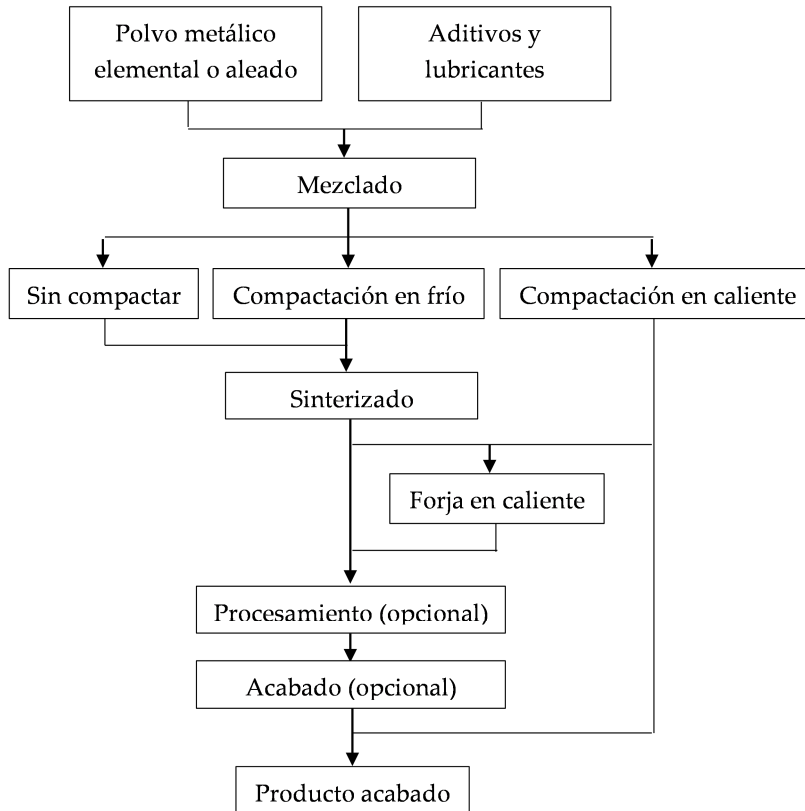 Polvo metálico
elemental o aleado
Aditivos y
lubricantes
Mezclado
Sin compactar
Compactación en frío
Compactación en caliente
Sinterizado
Forja en caliente
Procesamiento (opcional)
Acabado (opcional)
Producto acabado